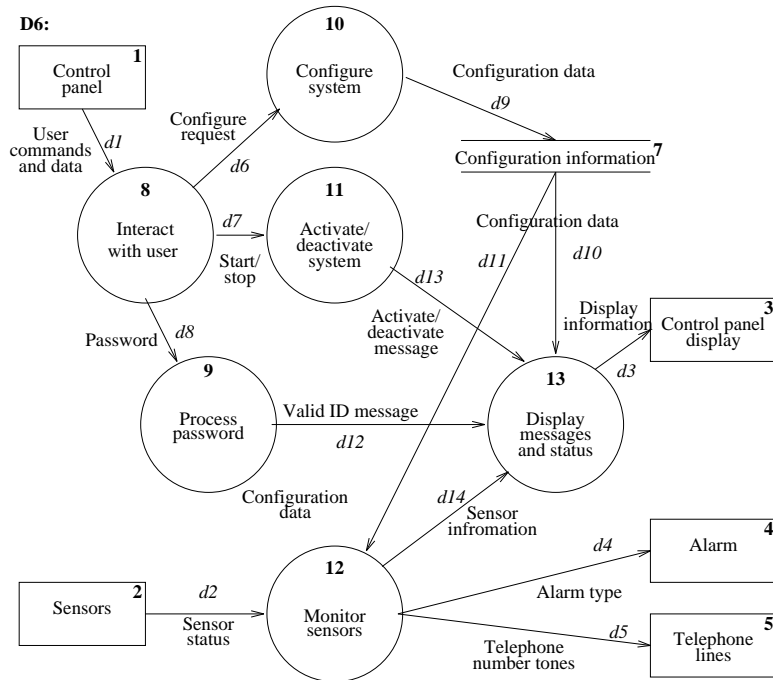 D6:
1
Control
panel
10
Configure
system
Configuration data
d9
User
commands
and data
d1
Configure
request
d6
7
Configuration information
8
Interact
with user
d7
Start/
stop
11
Activate/
deactivate
system
Configuration data
d11
d10
d13
Activate/
deactivate
message
Display
information
3
Control panel
display
d3
Password
d8
9
Process
password
Valid ID message
d12
13
Display
messages
and status
Configuration
data
d14
Sensor
infromation
2
Sensors
d2
Sensor
status
12
Monitor
sensors
d4
Alarm type
4
Alarm
d5
Telephone
number tones
5
Telephone
lines